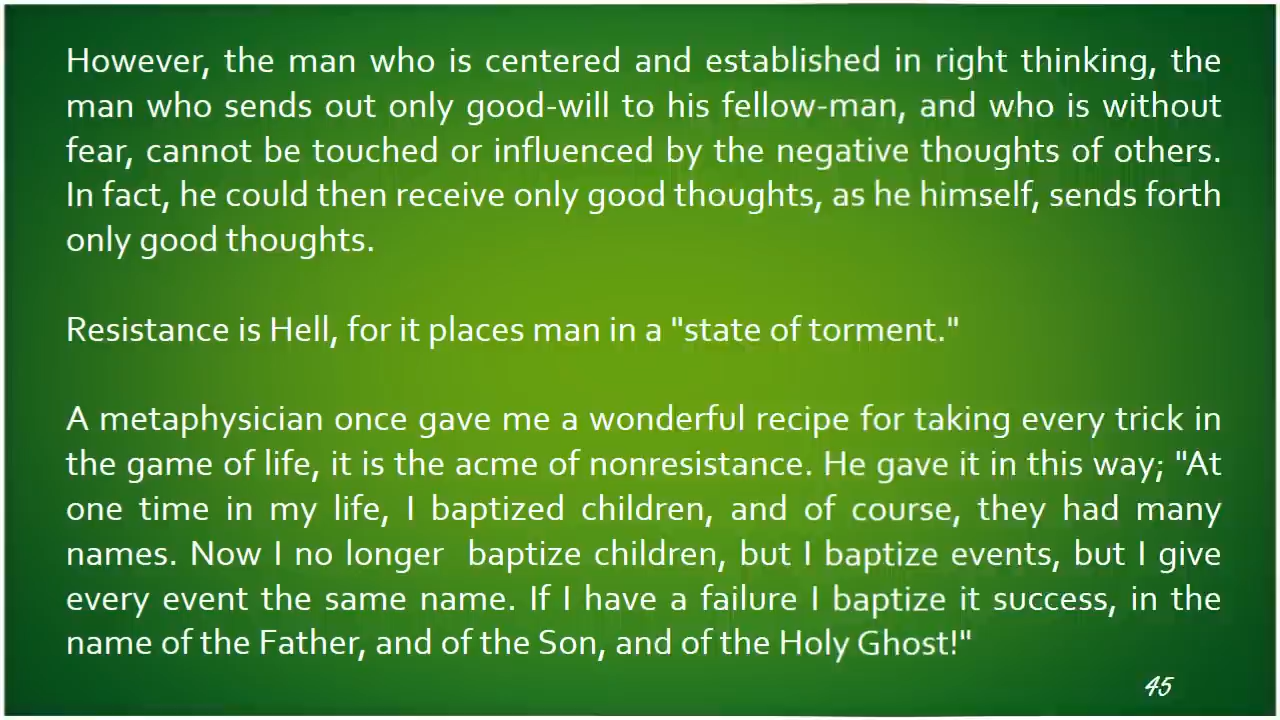 However, the man who is centered and established in right thinking, the
man who sends out only good-will to his fellow-man, and who is without
fear, cannot be touched or influenced by the negative thoughts of others.
In fact, he could then receive only good thoughts, as he himself, sends forth
only good thoughts.
Resistance is Hell, for it places man in a "state of torment."
A metaphysician once gave me a wonderful recipe for taking every trick in
the game of life, it is the acme of nonresistance. He gave it in this way; "At
one time in my life, I baptized children, and of course, they had many
names. Now I no longer  baptize children, but I baptize events, but I give
every event the same name. If I have a failure I baptize it success, in the
name of the Father, and of the Son, and of the Holy Ghost!"
45